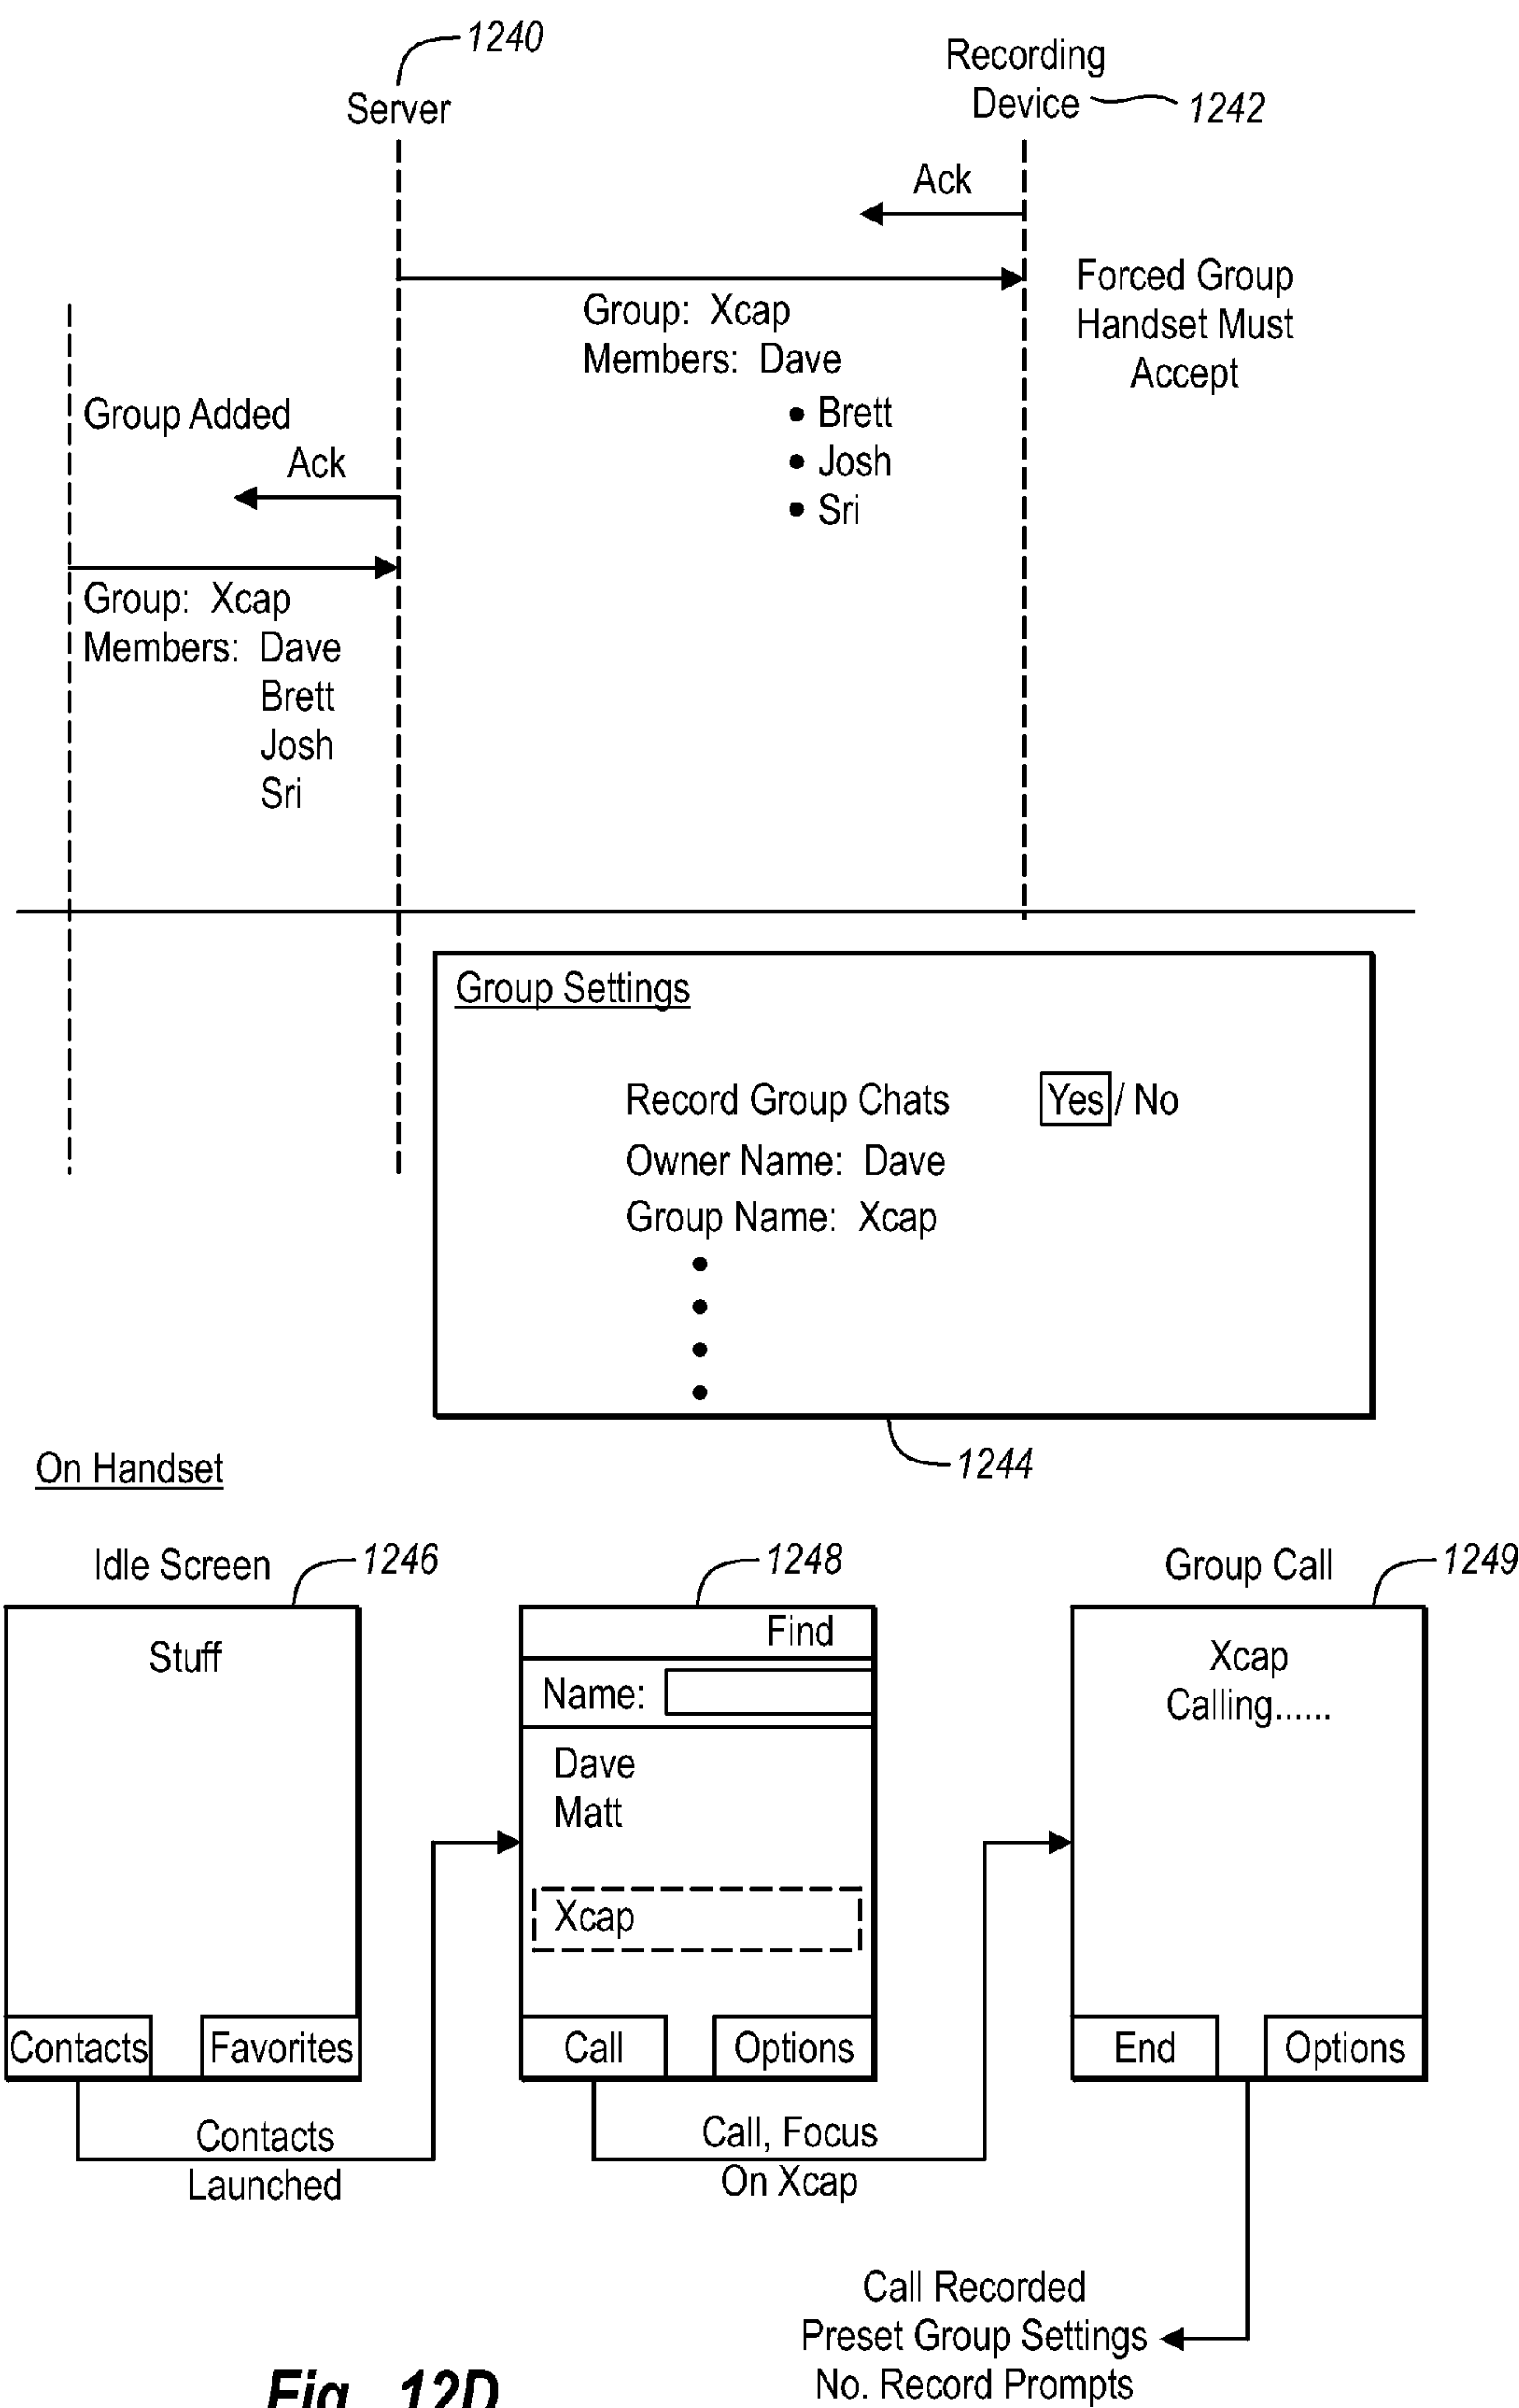 1240
Server
Recording
Device
1242
Ack
Group: Xcap
Members: Dave
• Brett
• Josh
• Sri
Forced Group
Handset Must
Accept
Group Added
Ack
Group: Xcap
Members: Dave
Brett
Josh
Sri
Group Settings
Record Group Chats Yes / No
Owner Name: Dave
Group Name: Xcap
1244
On Handset
Idle Screen
1246
Stuff
Contacts
Favorites
Contacts
Launched
1248
Find
Name:
Dave
Matt
Xcap
Call
Options
Call, Focus
On Xcap
Group Call
1249
Xcap
Calling......
End
Options
Call Recorded
Preset Group Settings
No. Record Prompts
Fig. 12D